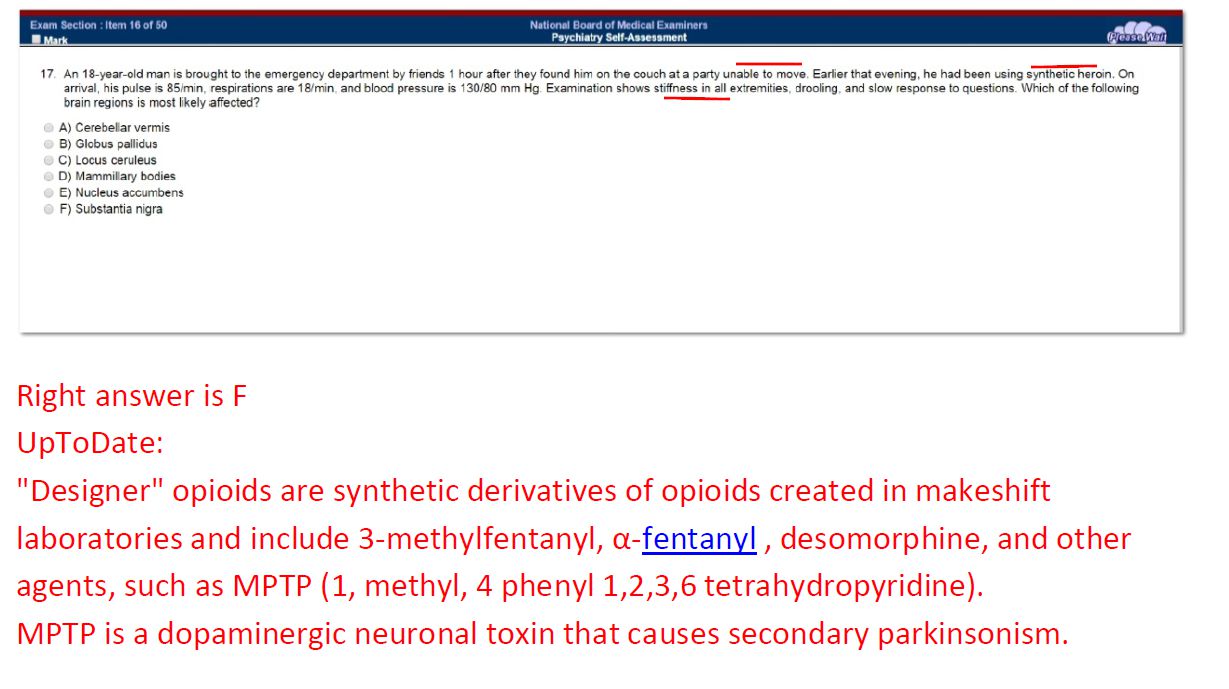 Exam Section : Item 16 of 50
National Board of Medical Examiners
Mark
Psychiatry Self-Assessment
Please Wait
17. An 18-year-old man is brought to the emergency department by friends 1 hour after they found him on the couch at a party unable to move. Earlier that evening, he had been using synthetic heroin. On
arrival, his pulse is 85/min, respirations are 18/min, and blood pressure is 130/80 mm Hg. Examination shows stiffness in all extremities, drooling, and slow response to questions. Which of the following
brain regions is most likely affected?
A) Cerebellar vermis
B) Globus pallidus
C) Locus ceruleus
D) Mammillary bodies
E) Nucleus accumbens
F) Substantia nigra
Right answer is F
UpToDate:
"Designer" opioids are synthetic derivatives of opioids created in makeshift
laboratories and include 3-methylfentanyl, α-fentanyl , desomorphine, and other
agents, such as MPTP (1, methyl, 4 phenyl 1,2,3,6 tetrahydropyridine).
MPTP is a dopaminergic neuronal toxin that causes secondary parkinsonism.